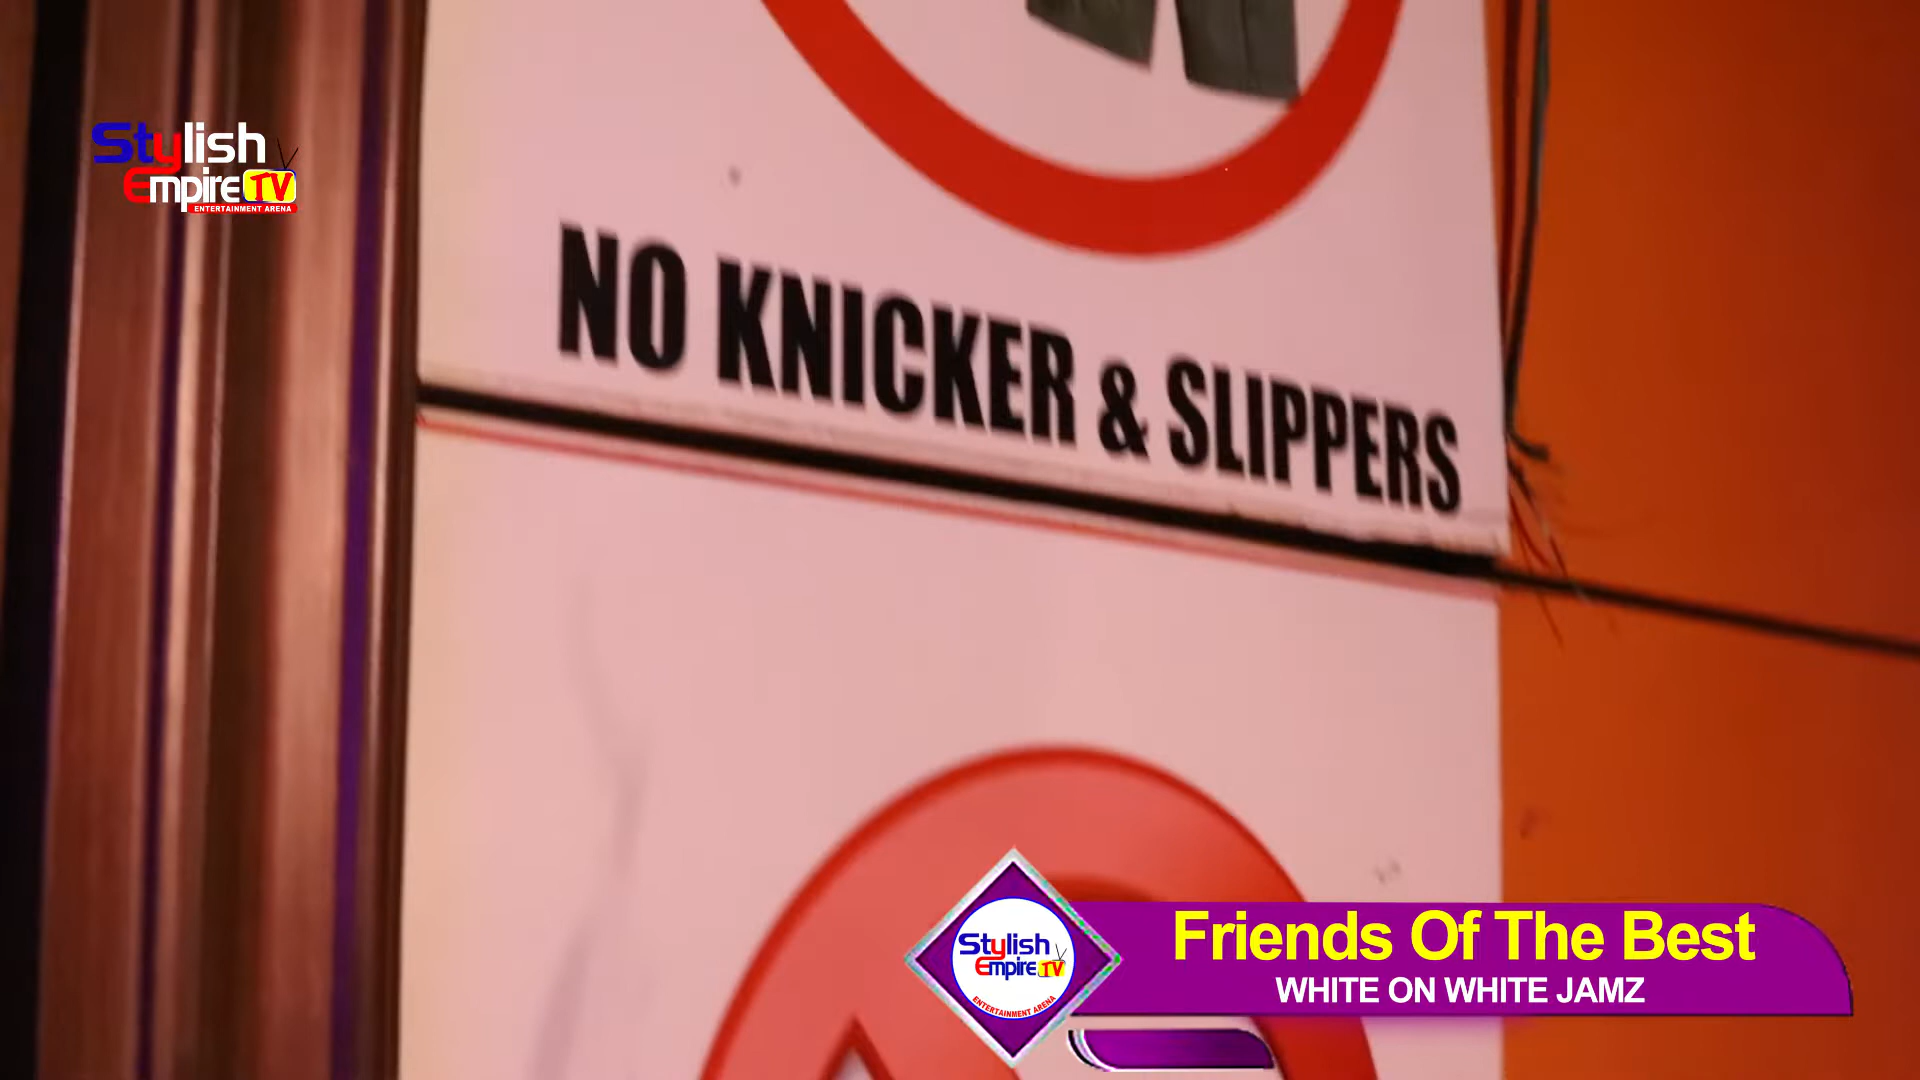 Stylish
Empire TV
ENTERTAINMENT ARENA
NO KNICKER & SLIPPERS
Friends Of The Best
WHITE ON WHITE JAMZ
Stylish
Empire TV
ENTERTAINMENT ARENA